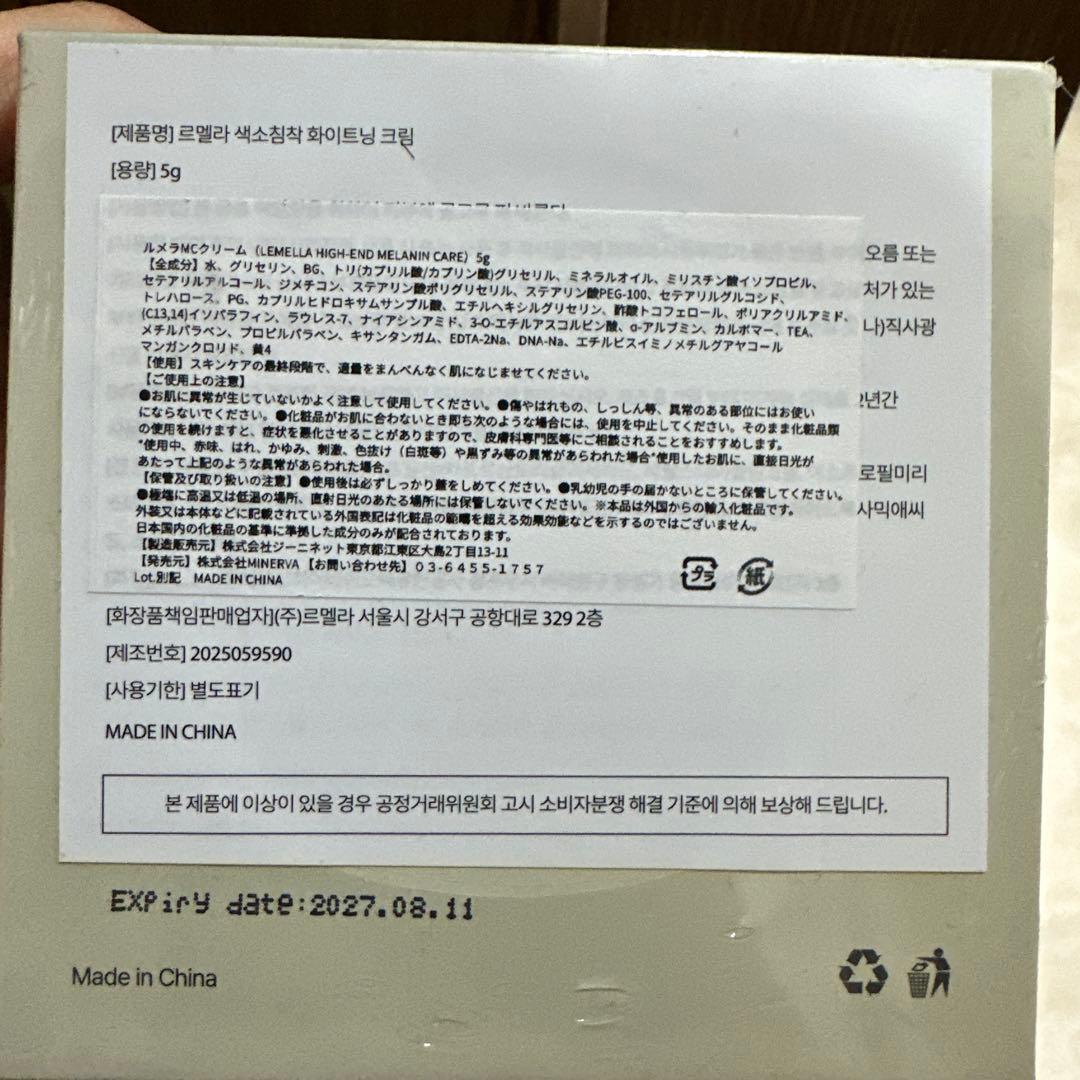 [제품명] 르멜라 색소침착 화이트닝 크림
[용량] 5g
ルメラMCクリーム（LEMELLA HIGH-END MELANIN CARE）5g
【全成分】水、グリセリン、BG、トリ(カプリル酸/カプリン酸)グリセリル、ミネラルオイル、ミリスチン酸イソプロピル、
セテアリルアルコール、ジメチコン、ステアリン酸ポリグリセリル、ステアリン酸PEG-100、セテアリルグルコシド、
トレハロース。PG、カプリルヒドロキサムサンプル酸、エチルヘキシルグリセリン、酢酸トコフェロール、ポリアクリルアミド、
(C13,14)イソパラフィン、ラウレス-7、ナイアシンアミド、3-O-エチルアスコルビン酸、α-アルブミン、カルボマー、TEA、
メチルパラベン、プロピルパラベン、キサンタンガム、EDTA-2Na、DNA-Na、エチルビスイミノメチルグアヤコール
マンガンクロリド、黄4
【使用】スキンケアの最終段階で、適量をまんべんなく肌になじませてください。
【ご使用上の注意】
●お肌に異常が生じていないかよく注意して使用してください。●傷やはれもの、しっしん等、異常のある部位にはお使い
にならないでください。●化粧品がお肌に合わないとき即ち次のような場合には、使用を中止してください。そのまま化粧品類
の使用を続けますと、症状を悪化させることがありますので、皮膚科専門医等にご相談されることをおすすめします。
*使用中、赤味、はれ、かゆみ、刺激、色抜け（白斑等）や黒ずみ等の異常があらわれた場合*使用したお肌に、直接日光が
あたって上記のような異常があらわれた場合。
【保管及び取り扱いの注意】●使用後は必ずしっかり蓋をしめてください。●乳幼児の手の届かないところに保管してください。
●極端に高温又は低温の場所、直射日光のあたる場所には保管しないでください。※本品は外国からの輸入化粧品です。
外装又は本体などに記載されている外国表記は化粧品の範疇を超える効果効能などを示すのではございません。
日本国内の化粧品の基準に準拠した成分のみが配合されております。
【製造販売元】株式会社ジーニネット東京都江東区大島2丁目13-11
【発売元】株式会社MINERVA 【お問い合わせ先】03-6455-1757
Lot.別記 MADE IN CHINA
プラ
紙
오름 또는
처가 있는
나)직사광
년간
로필미리
사믹애씨
[화장품책임판매업자](주)르멜라 서울시 강서구 공항대로 329 2층
[제조번호] 2025059590
[사용기한] 별도표기
MADE IN CHINA
본 제품에 이상이 있을 경우 공정거래위원회 고시 소비자분쟁 해결 기준에 의해 보상해 드립니다.
EXPiry date:2027.08.11
Made in China